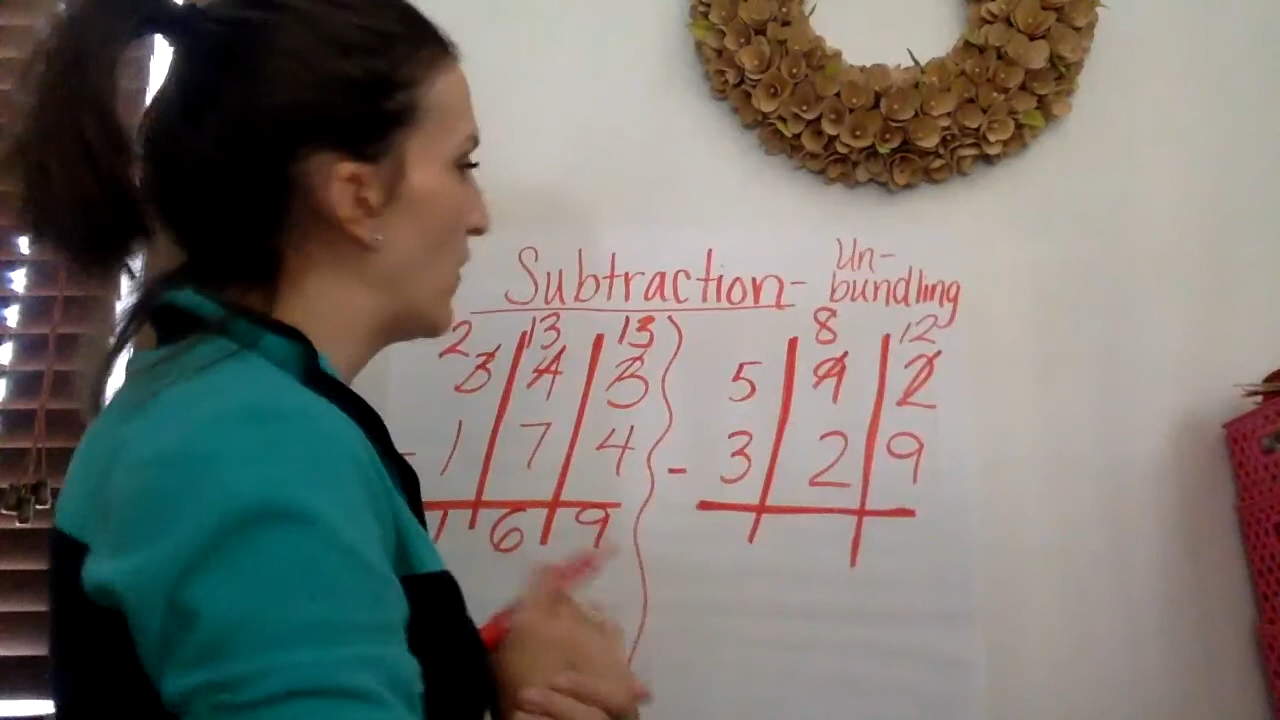 Subtraction - Un-
bundling
2 13 13
3 4 3
- 1 7 4
1 6 9
8 12
5 9 2
- 3 2 9